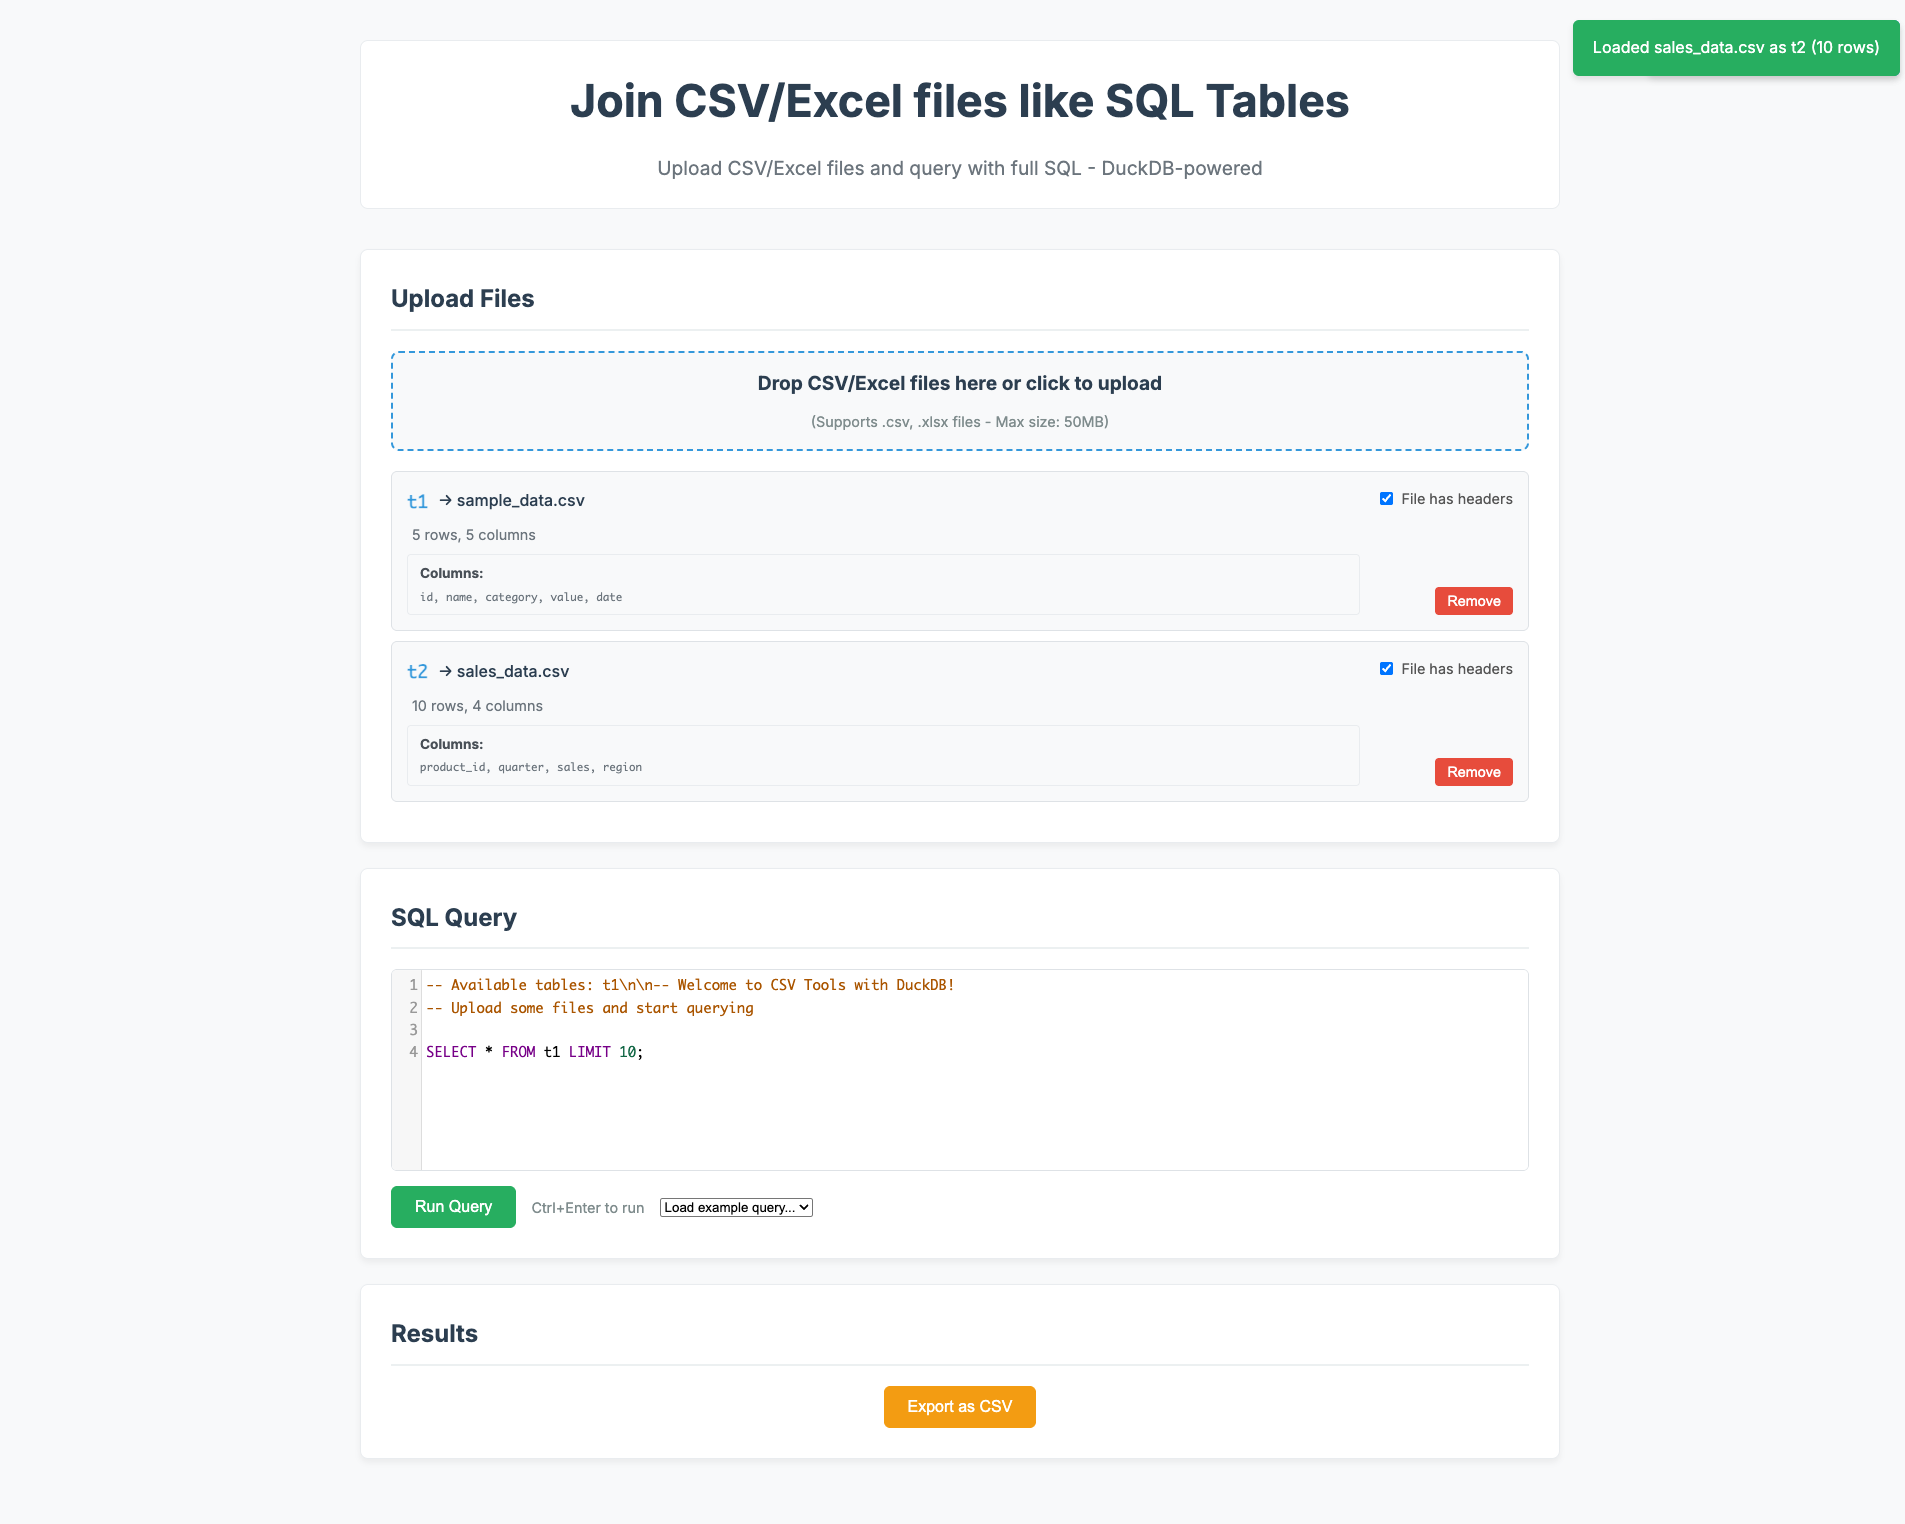 Loaded sales_data.csv as t2 (10 rows)
Join CSV/Excel files like SQL Tables
Upload CSV/Excel files and query with full SQL - DuckDB-powered
Upload Files
Drop CSV/Excel files here or click to upload
(Supports .csv, .xlsx files - Max size: 50MB)
t1 → sample_data.csv
File has headers
5 rows, 5 columns
Columns:
id, name, category, value, date
Remove
t2 → sales_data.csv
File has headers
10 rows, 4 columns
Columns:
product_id, quarter, sales, region
Remove
SQL Query
1 -- Available tables: t1\n\n-- Welcome to CSV Tools with DuckDB!
2 -- Upload some files and start querying
3
4 SELECT * FROM t1 LIMIT 10;
Run Query Ctrl+Enter to run Load example query...
Results
Export as CSV